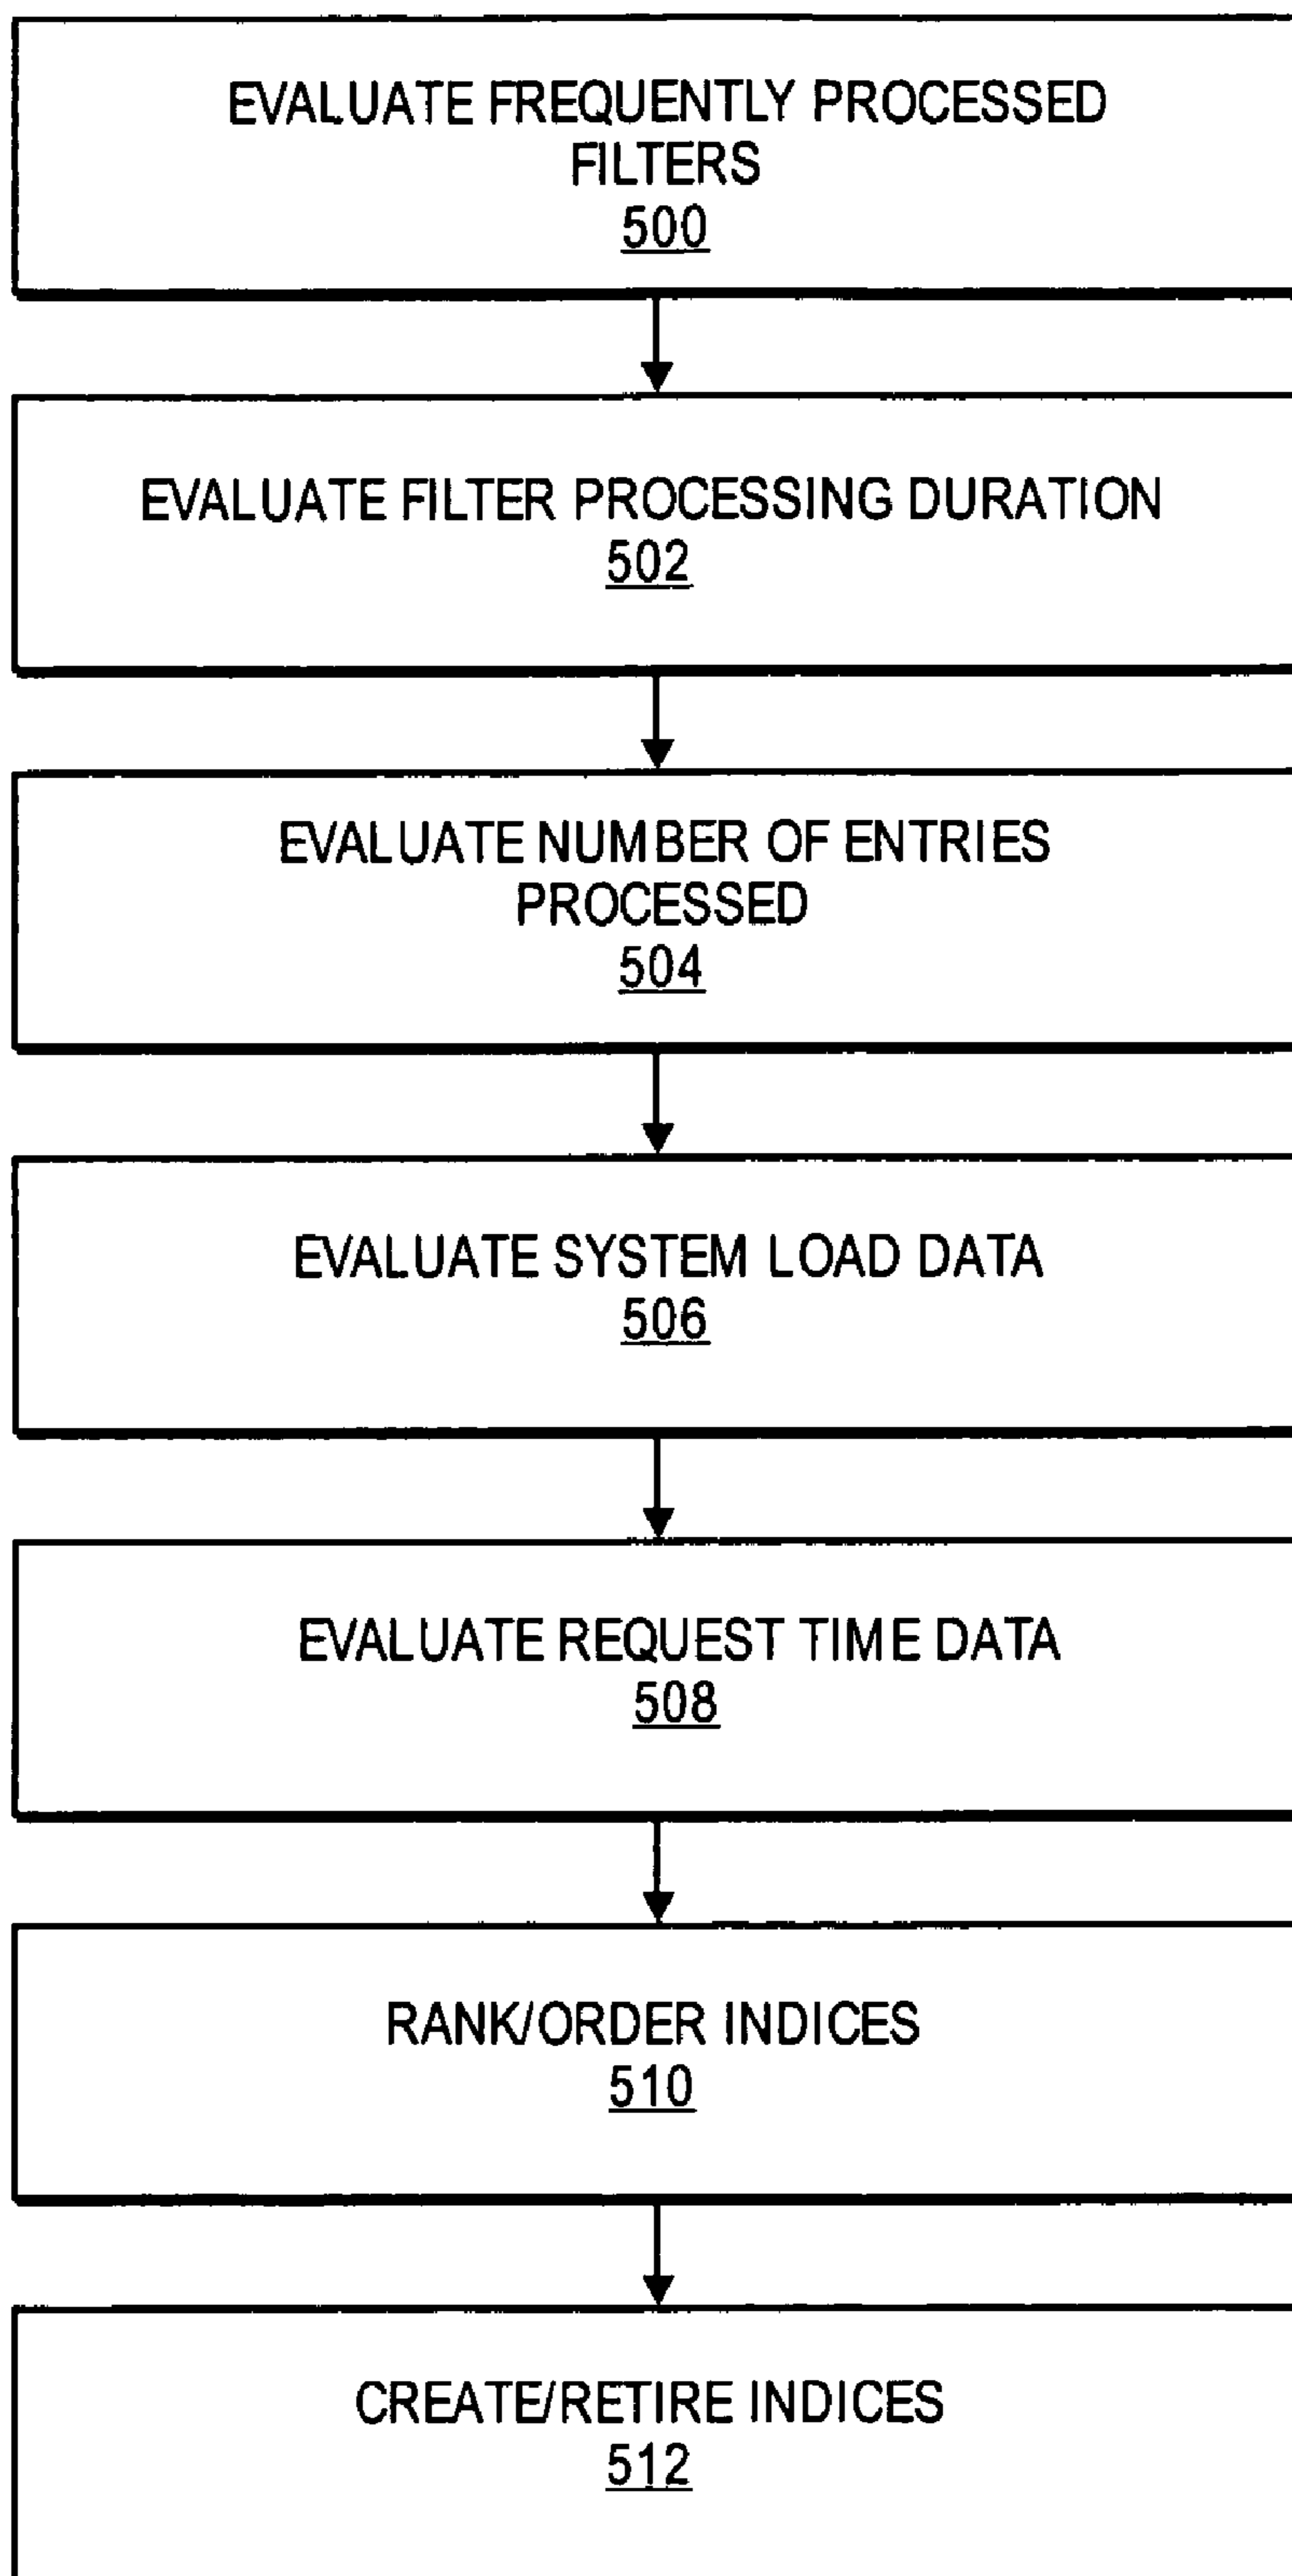 EVALUATE FREQUENTLY PROCESSED
FILTERS
500
EVALUATE FILTER PROCESSING DURATION
502
EVALUATE NUMBER OF ENTRIES
PROCESSED
504
EVALUATE SYSTEM LOAD DATA
506
EVALUATE REQUEST TIME DATA
508
RANK/ORDER INDICES
510
CREATE/RETIRE INDICES
512